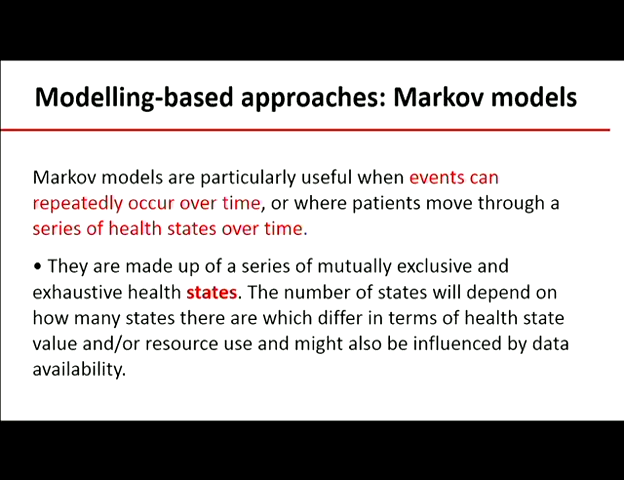 Modelling-based approaches: Markov models
Markov models are particularly useful when events can
repeatedly occur over time, or where patients move through a
series of health states over time.
• They are made up of a series of mutually exclusive and
exhaustive health states. The number of states will depend on
how many states there are which differ in terms of health state
value and/or resource use and might also be influenced by data
availability.